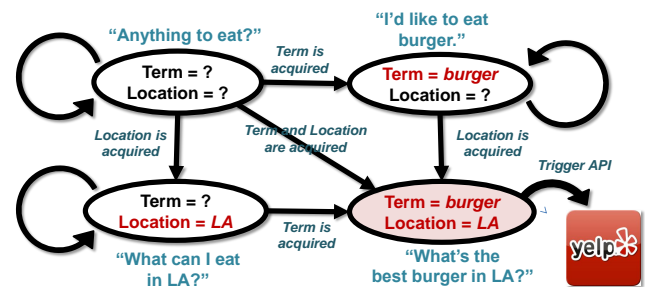 “Anything to eat?”
“I’d like to eat
burger.”
Term is
acquired
Term = ?
Location = ?
Term = burger
Location = ?
Location is
acquired
Term and Location
are acquired
Location is
acquired
Trigger API
Term = ?
Location = LA
Term is
acquired
Term = burger
Location = LA
yelp
“What can I eat
in LA?”
“What’s the
best burger in LA?”